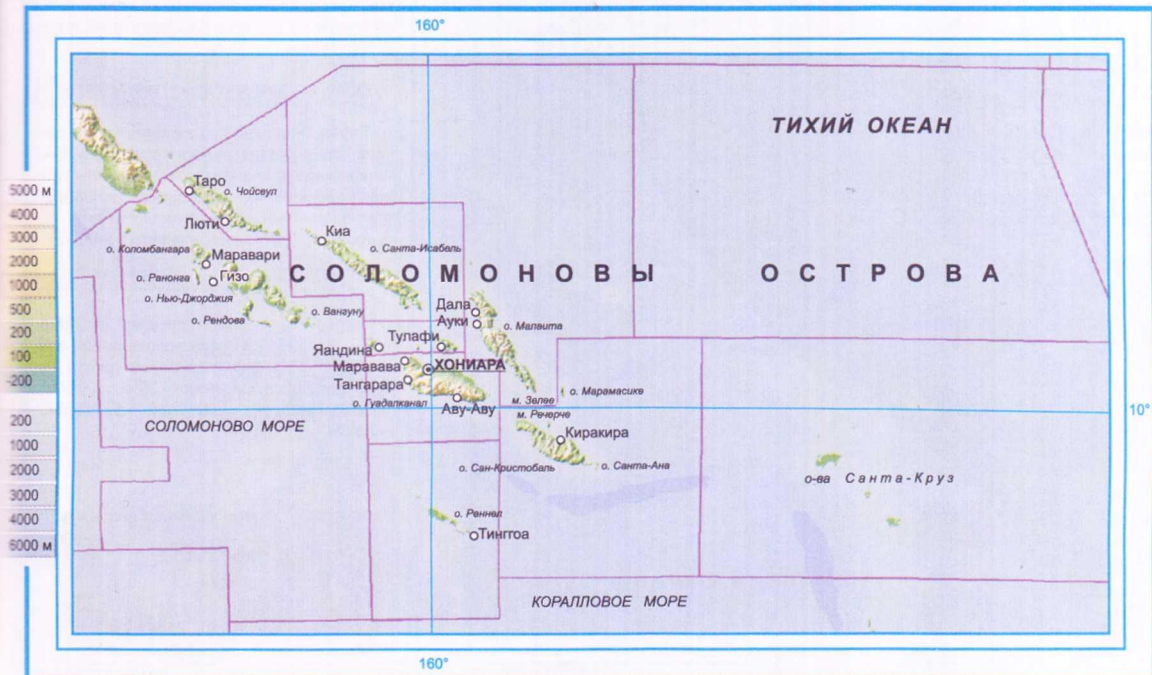 160°
ТИХИЙ ОКЕАН
5000 м
4000
3000
2000
1000
500
200
100
-200
200
1000
2000
3000
4000
6000 м
Таро
о. Чойсвул
Люти
Киа
о. Санта-Исабель
о. Коломбангара
Маравари
о. Ранонга
Гизо
СОЛОМОНОВЫ ОСТРОВА
о. Нью-Джорджия
о. Вангуну
о. Рендова
Дала
Ауки
о. Малаита
Тулафи
Яандина
Маравава
ХОНИАРА
Тангарара
о. Гуадалканал
Аву-Аву
м. Зелее
о. Марамасике
м. Речерче
10°
СОЛОМОНОВО МОРЕ
Киракира
о. Сан-Кристобаль
о. Санта-Ана
о-ва Санта-Круз
о. Реннел
Тинггоа
КОРАЛЛОВОЕ МОРЕ
160°